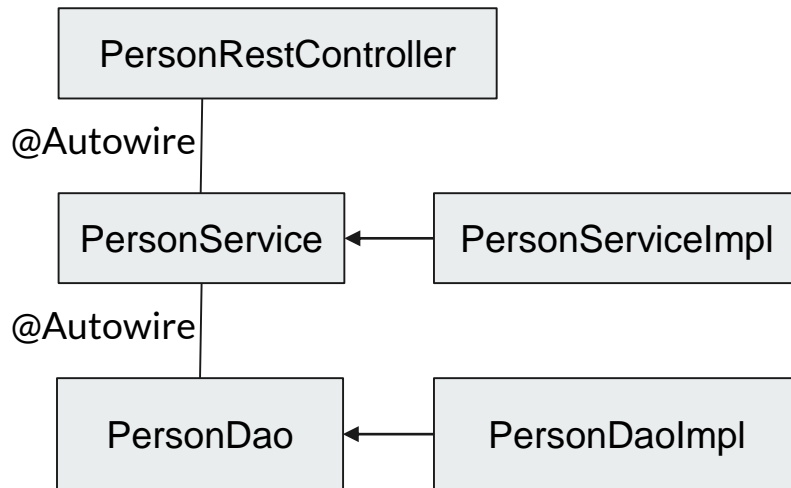 PersonRestController
@Autowire
PersonService
PersonServiceImpl
@Autowire
PersonDao
PersonDaoImpl